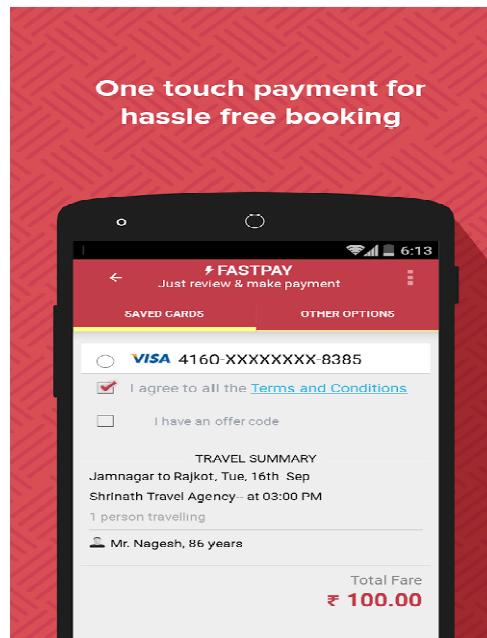 One touch payment for
hassle free booking
6:13
FASTPAY
Just review & make payment
SAVED CARDS OTHER OPTIONS
VISA 4160-XXXXXXXX-8385
I agree to all the Terms and Conditions
I have an offer code
TRAVEL SUMMARY
Jamnagar to Rajkot, Tue, 16th Sep
Shrinath Travel Agency-- at 03:00 PM
1 person travelling
Mr. Nagesh, 86 years
Total Fare
₹ 100.00